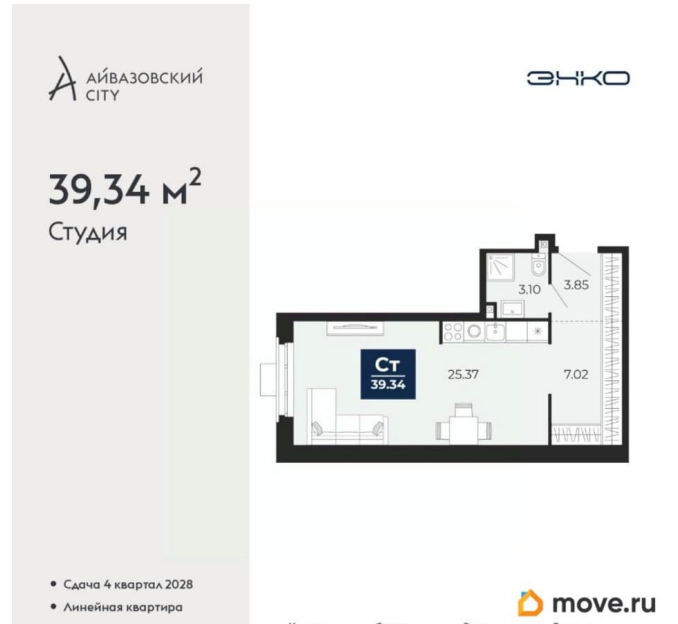 АЙВАЗОВСКИЙ
CITY
ЭНКО
39,34 м²
Студия
3.10
3.85
Ст
39.34
25.37
7.02
• Сдача 4 квартал 2028
• Линейная квартира
move.ru